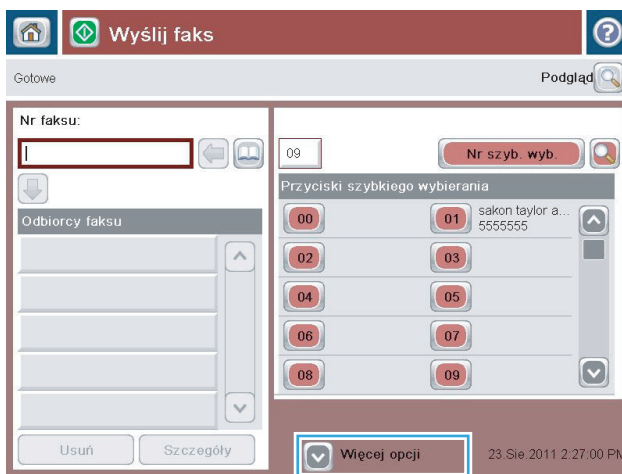 Wyślij faks
?
Gotowe
Podgląd
Nr faksu:
09
Nr szyb. wyb.
Przyciski szybkiego wybierania
Odbiorcy faksu
00
01
sakon taylor a...
5555555
02
03
04
05
06
07
08
09
Usuń
Szczegóły
Więcej opcji
23.Sie.2011 2:27:00 PM